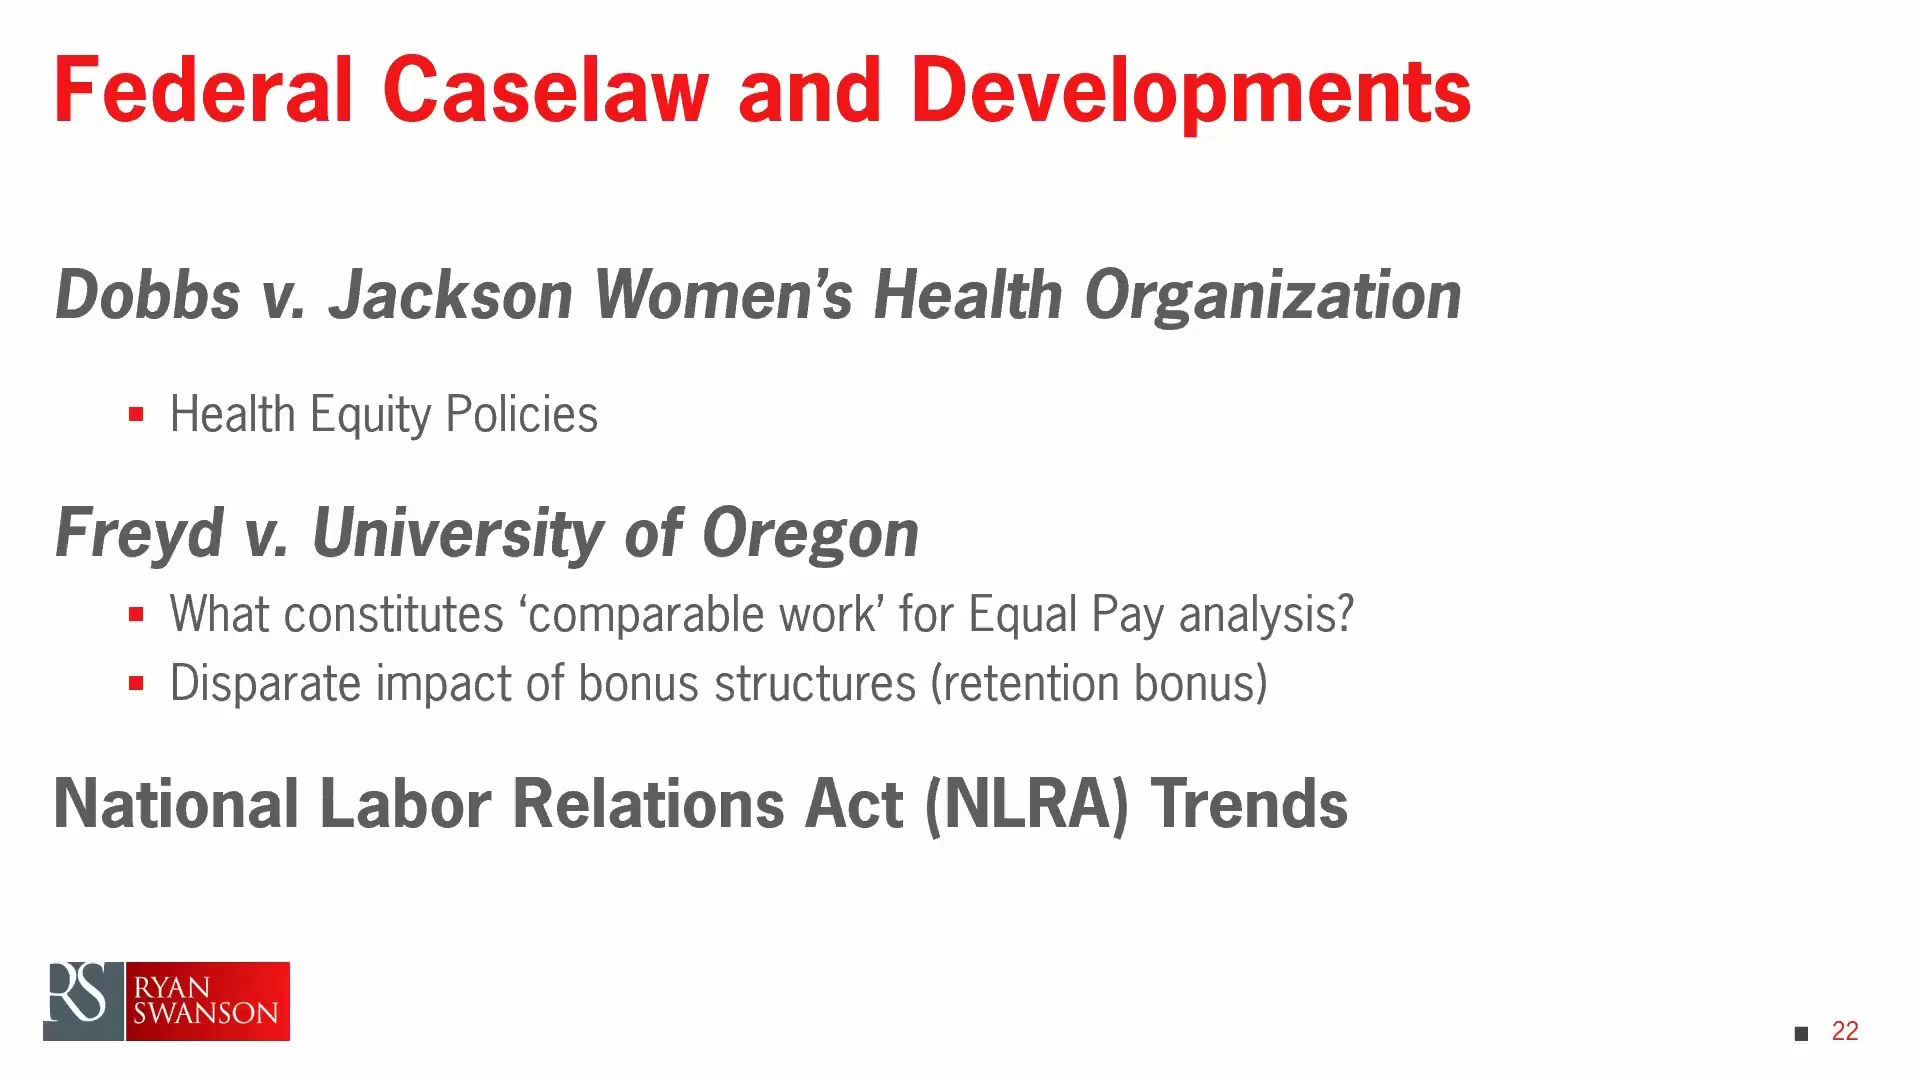 Federal Caselaw and Developments
Dobbs v. Jackson Women’s Health Organization
▪ Health Equity Policies
Freyd v. University of Oregon
▪ What constitutes ‘comparable work’ for Equal Pay analysis?
▪ Disparate impact of bonus structures (retention bonus)
National Labor Relations Act (NLRA) Trends
RS
RYAN
SWANSON
▪ 22